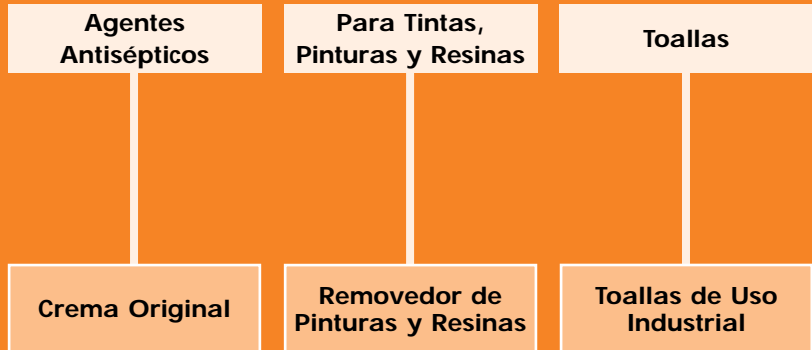 Agentes
Antisépticos
Para Tintas,
Pinturas y Resinas
Toallas
Crema Original
Removedor de
Pinturas y Resinas
Toallas de Uso
Industrial